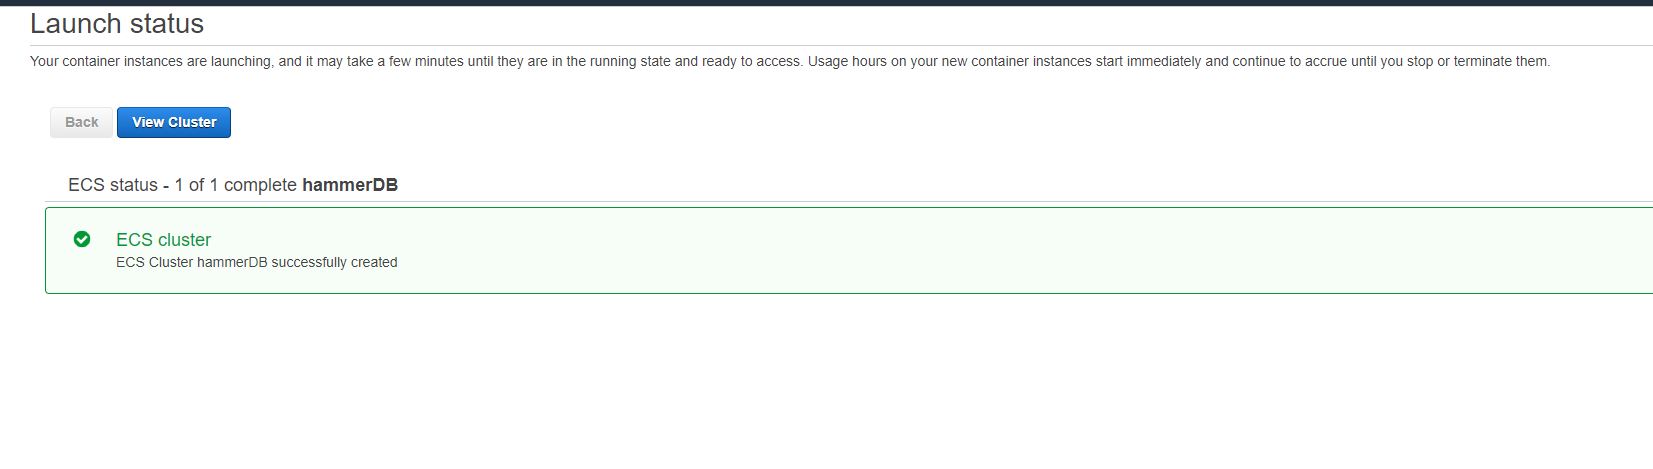 Launch status
Your container instances are launching, and it may take a few minutes until they are in the running state and ready to access. Usage hours on your new container instances start immediately and continue to accrue until you stop or terminate them.
Back
View Cluster
ECS status - 1 of 1 complete hammerDB
ECS cluster
ECS Cluster hammerDB successfully created